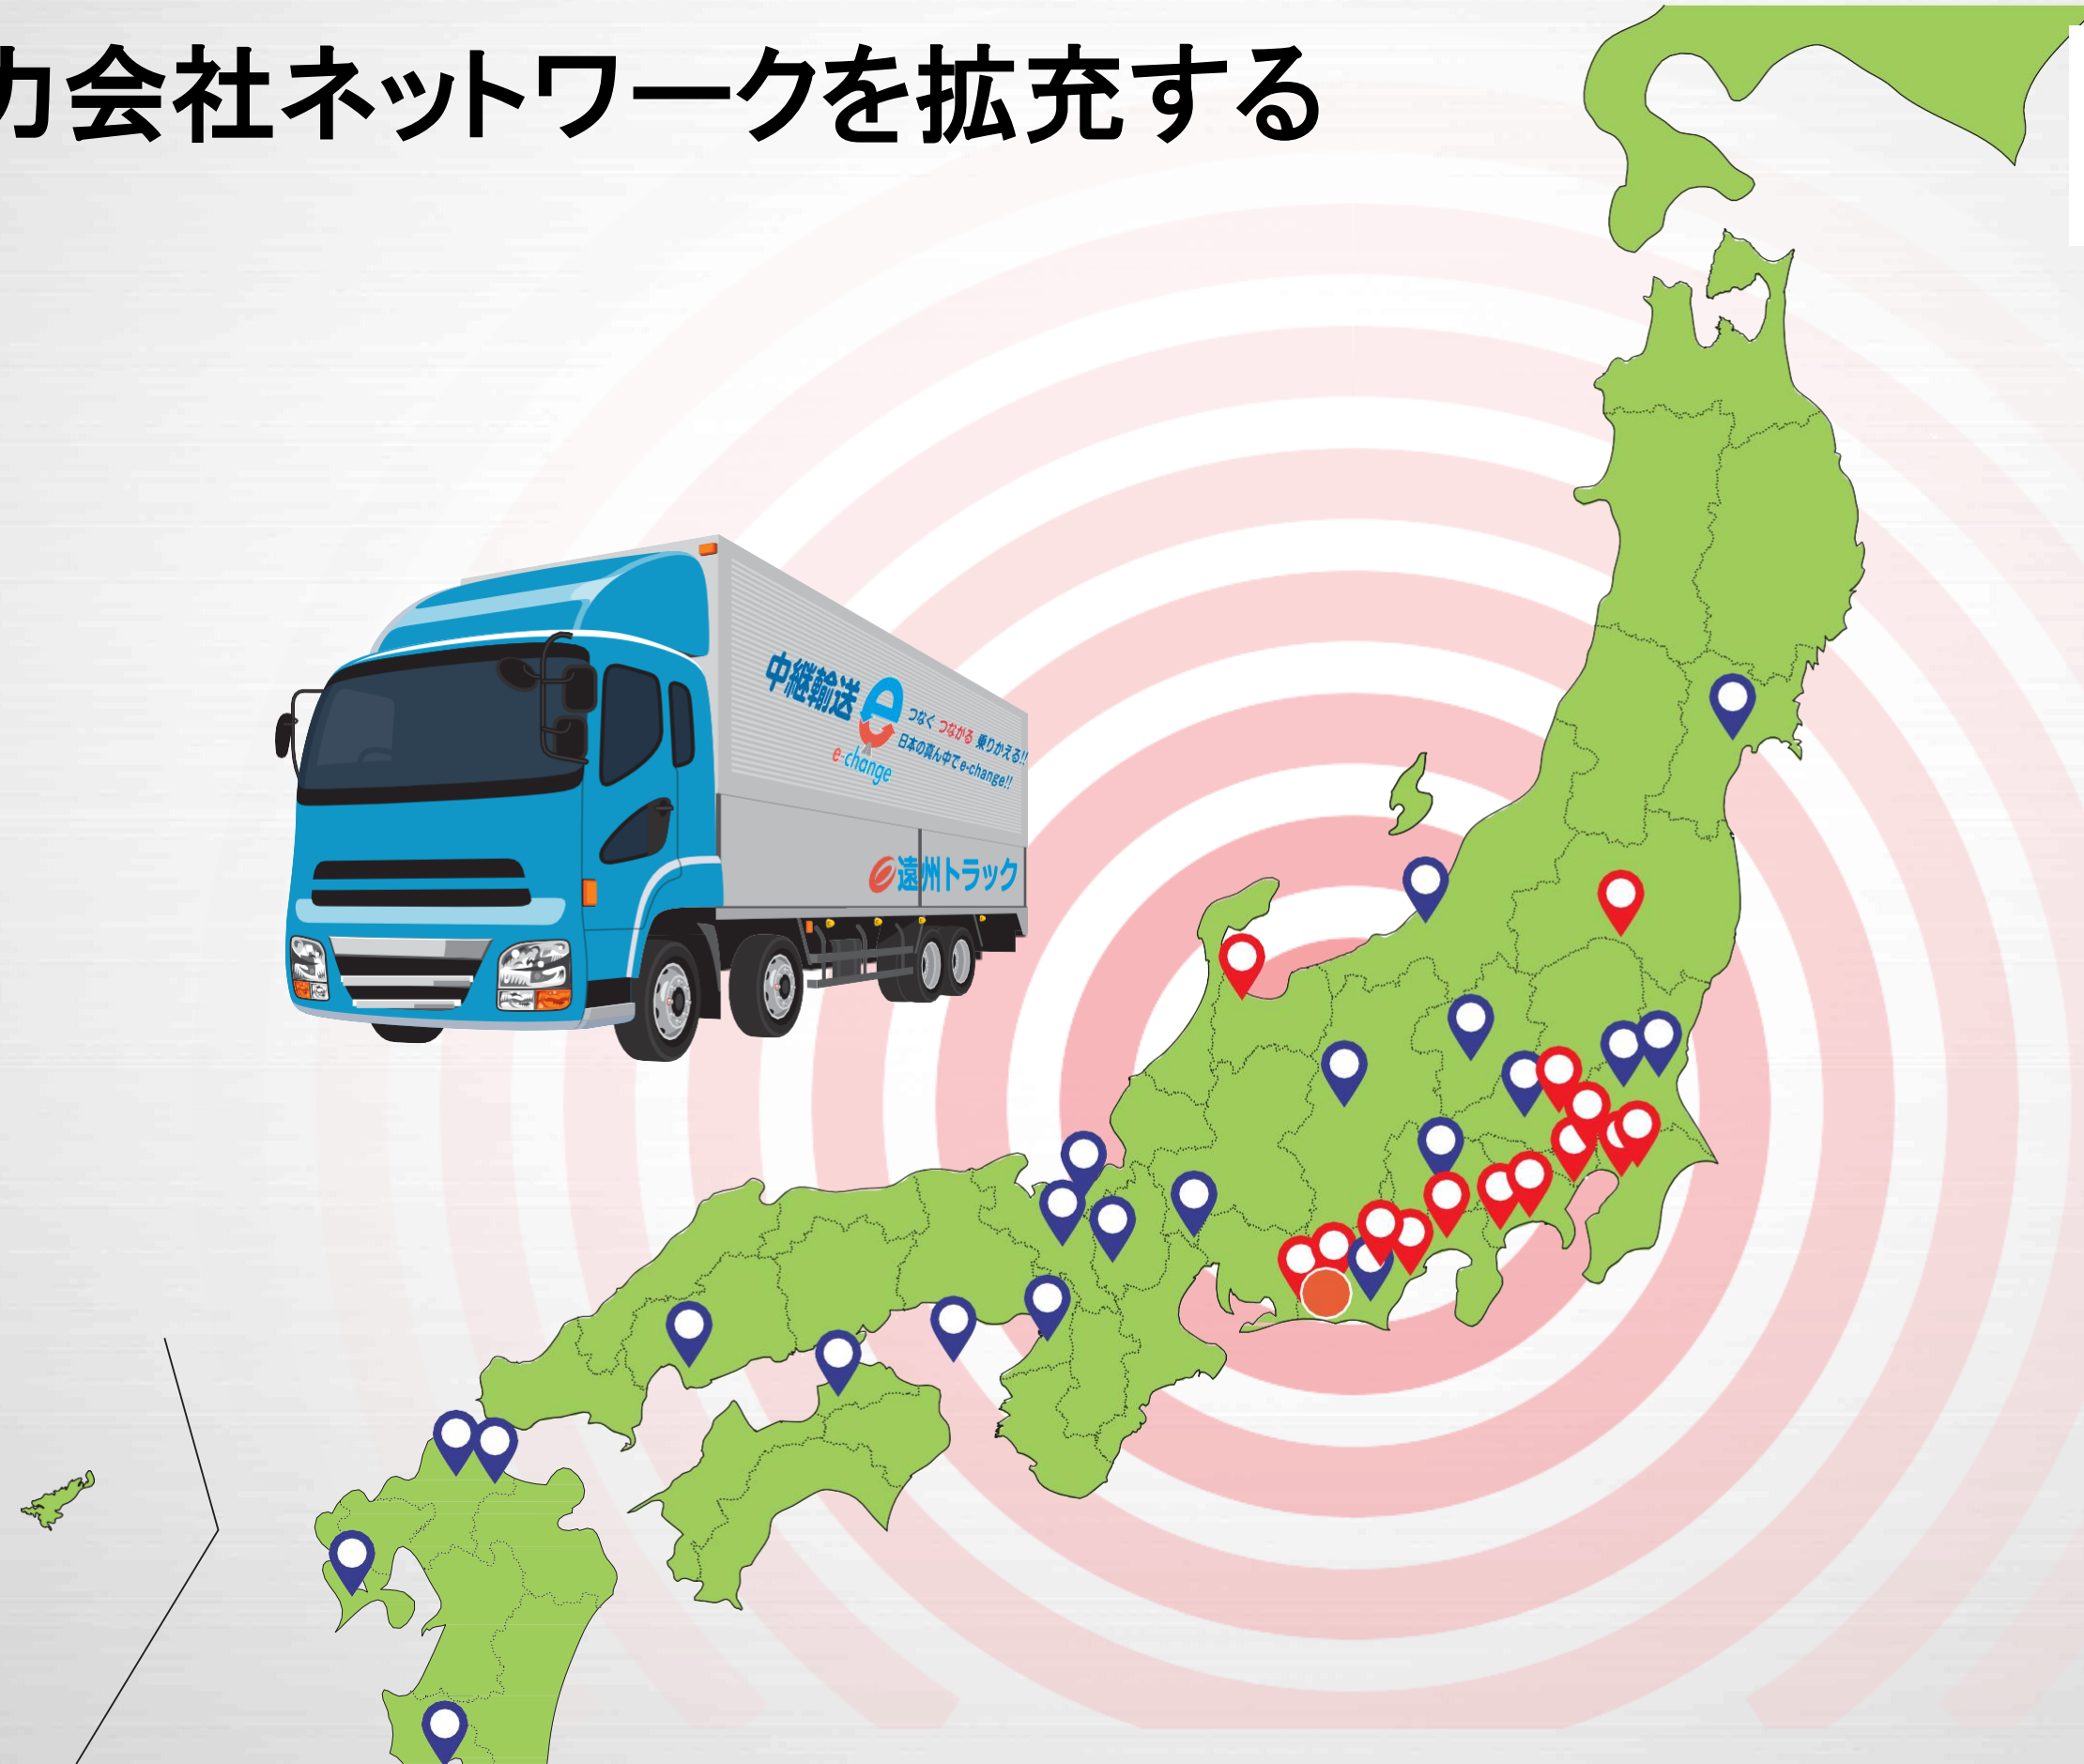 力会社ネットワークを拡充する
中継輸送
e
e-change
つなぐ つながる 乗りかえる!!
日本の真ん中でe-change!!
遠州トラック